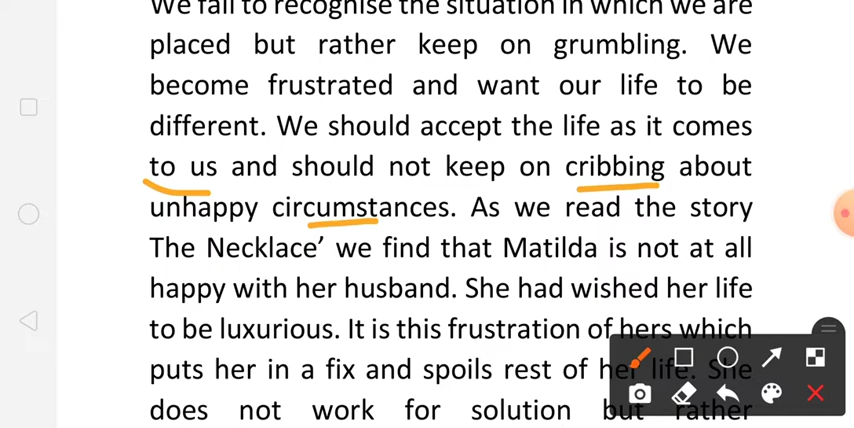 We fail to recognise the situation in which we are
placed but rather keep on grumbling. We
become frustrated and want our life to be
different. We should accept the life as it comes
to us and should not keep on cribbing about
unhappy circumstances. As we read the story
The Necklace’ we find that Matilda is not at all
happy with her husband. She had wished her life
to be luxurious. It is this frustration of hers which
puts her in a fix and spoils rest of her life. She
does not work for solution but rather